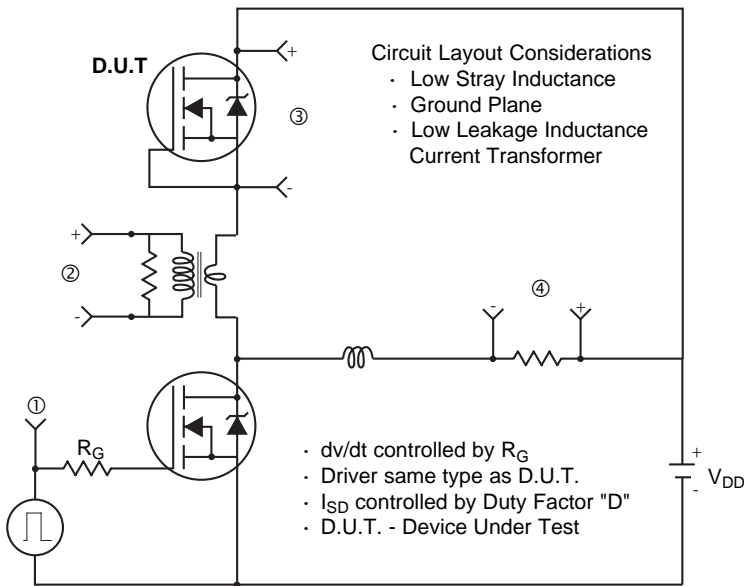 D.U.T
+
-
③
Circuit Layout Considerations
· Low Stray Inductance
· Ground Plane
· Low Leakage Inductance
Current Transformer
+
②
-
④
- +
①
R_G
· dv/dt controlled by R_G
· Driver same type as D.U.T.
· I_SD controlled by Duty Factor "D"
· D.U.T. - Device Under Test
+
V_DD
-